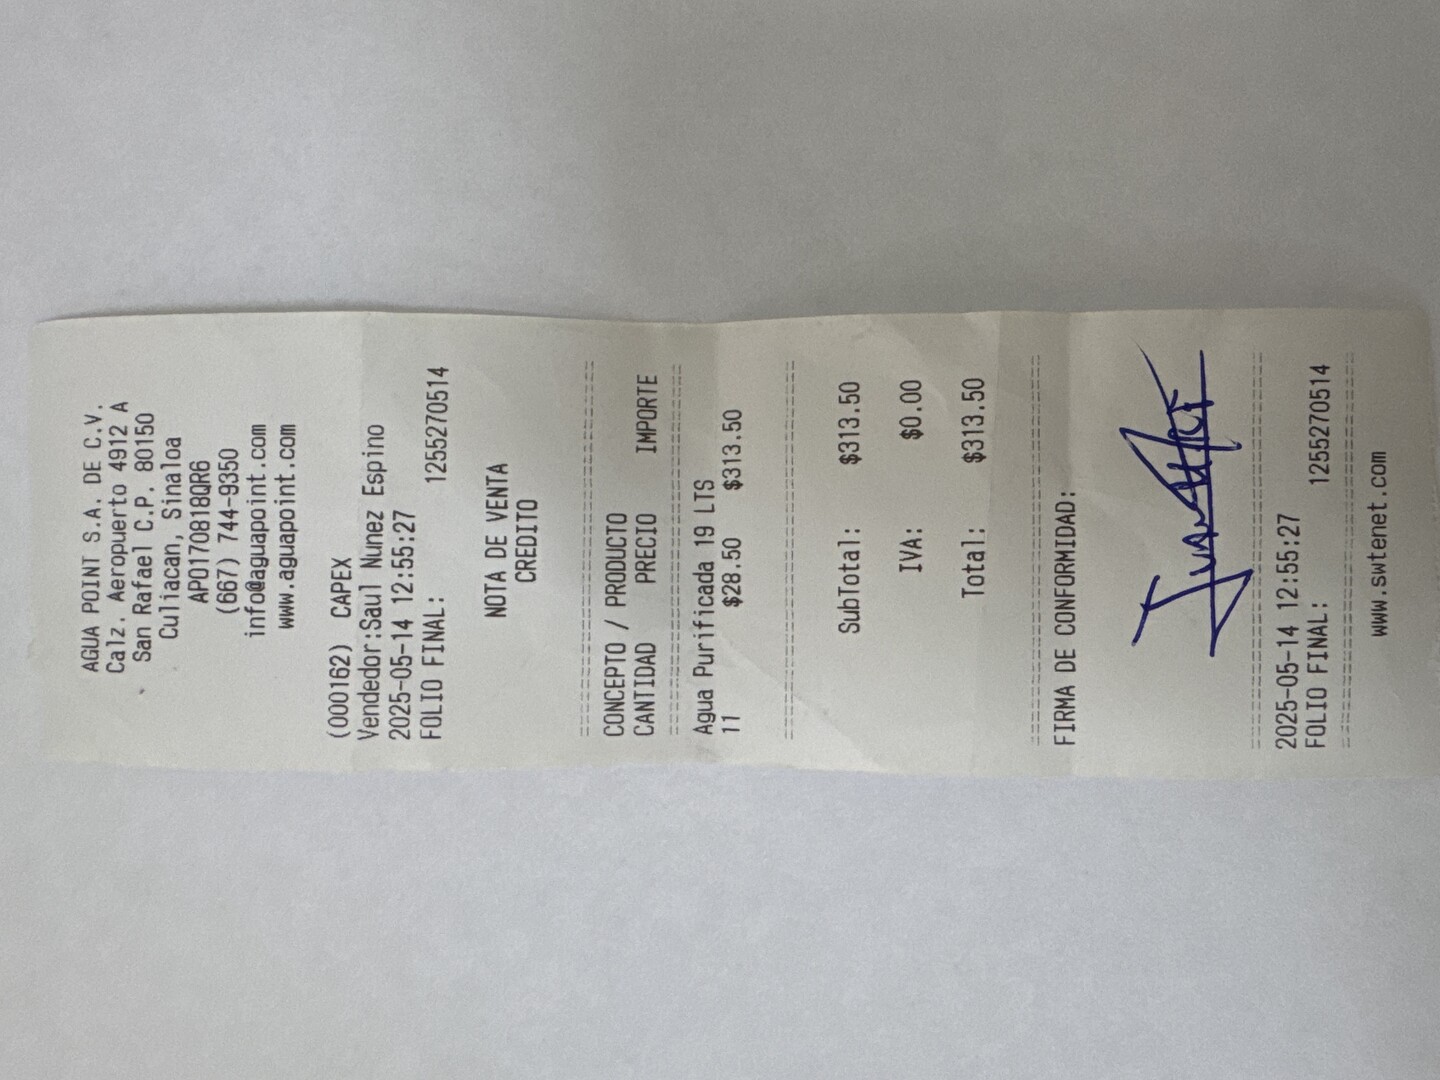 AGUA POINT S.A. DE C.V.
Calz. Aeropuerto 4912 A
San Rafael C.P. 80150
Culiacan, Sinaloa
APO170818QR6
(667) 744-9350
info@aguapoint.com
www.aguapoint.com
(000162) CAPEX
Vendedor:Saul Nunez Espino
2025-05-14 12:55:27
FOLIO FINAL: 1255270514
NOTA DE VENTA
CREDITO
CONCEPTO / PRODUCTO
CANTIDAD PRECIO IMPORTE
Agua Purificada 19 LTS
11 $28.50 $313.50
SubTotal: $313.50
IVA: $0.00
Total: $313.50
FIRMA DE CONFORMIDAD:
2025-05-14 12:55:27
FOLIO FINAL: 1255270514
www.swtenet.com